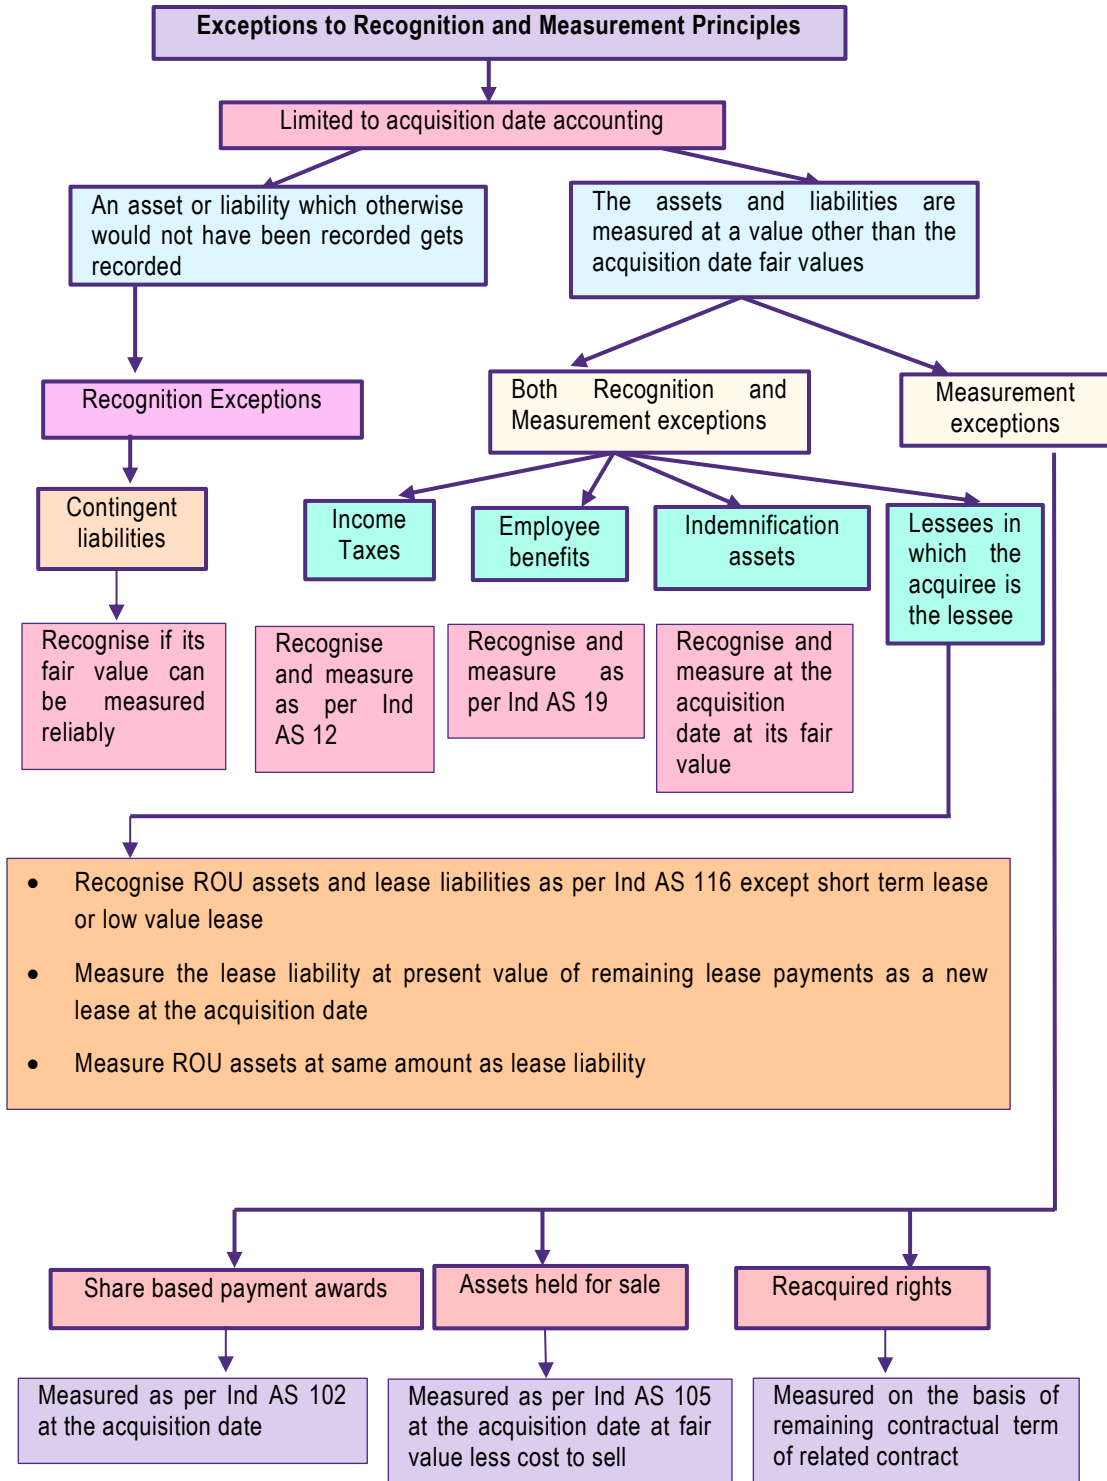 Exceptions to Recognition and Measurement Principles
Limited to acquisition date accounting
An asset or liability which otherwise
would not have been recorded gets
recorded
The assets and liabilities are
measured at a value other than the
acquisition date fair values
Recognition Exceptions
Both Recognition and
Measurement exceptions
Measurement
exceptions
Contingent
liabilities
Income
Taxes
Employee
benefits
Indemnification
assets
Lessees in
which the
acquiree is
the lessee
Recognise if its
fair value can
be measured
reliably
Recognise
and measure
as per Ind
AS 12
Recognise and
measure as
per Ind AS 19
Recognise and
measure at the
acquisition
date at its fair
value
• Recognise ROU assets and lease liabilities as per Ind AS 116 except short term lease
or low value lease
• Measure the lease liability at present value of remaining lease payments as a new
lease at the acquisition date
• Measure ROU assets at same amount as lease liability
Share based payment awards
Assets held for sale
Reacquired rights
Measured as per Ind AS 102
at the acquisition date
Measured as per Ind AS 105
at the acquisition date at fair
value less cost to sell
Measured on the basis of
remaining contractual term
of related contract